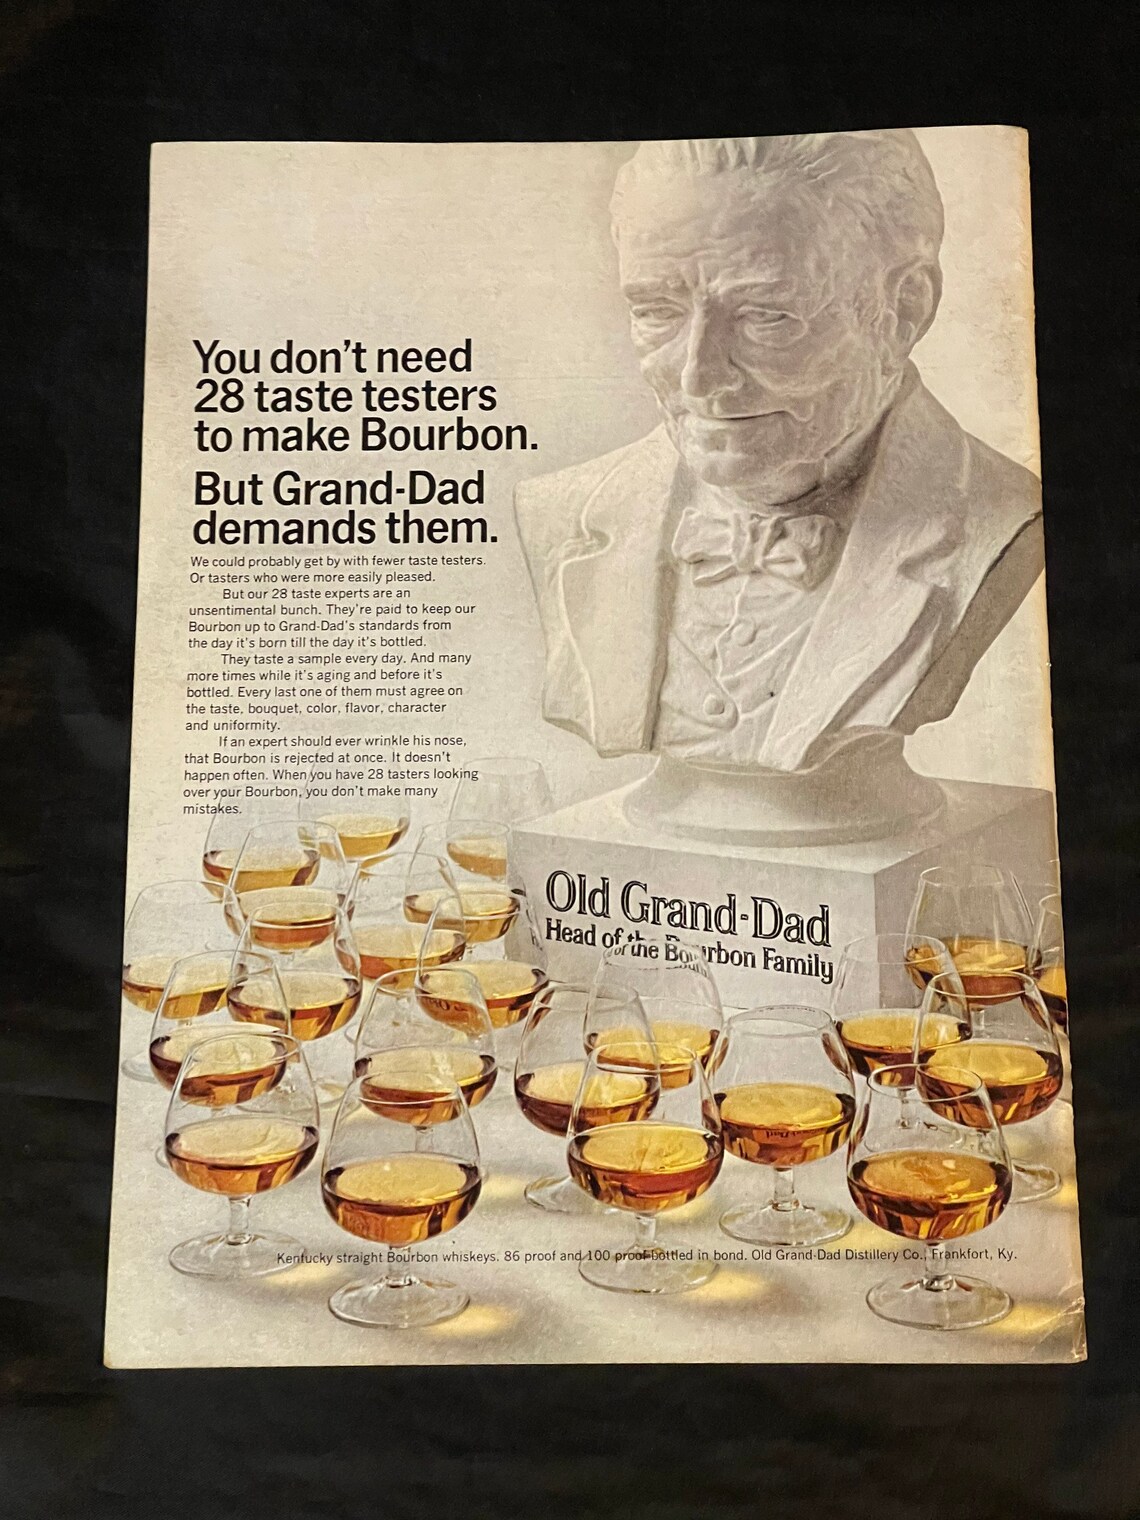 You don't need
28 taste testers
to make Bourbon.
But Grand-Dad
demands them.
We could probably get by with fewer taste testers.
Or tasters who were more easily pleased.
But our 28 taste experts are an
unsentimental bunch. They're paid to keep our
Bourbon up to Grand-Dad's standards from
the day it's born till the day it's bottled.
They taste a sample every day. And many
more times while it's aging and before it's
bottled. Every last one of them must agree on
the taste, bouquet, color, flavor, character
and uniformity.
If an expert should ever wrinkle his nose,
that Bourbon is rejected at once. It doesn't
happen often. When you have 28 tasters looking
over your Bourbon, you don't make many
mistakes.
Old Grand-Dad
Head of the Bourbon Family
Kentucky straight Bourbon whiskeys. 86 proof and 100 proof bottled in bond. Old Grand-Dad Distillery Co., Frankfort, Ky.